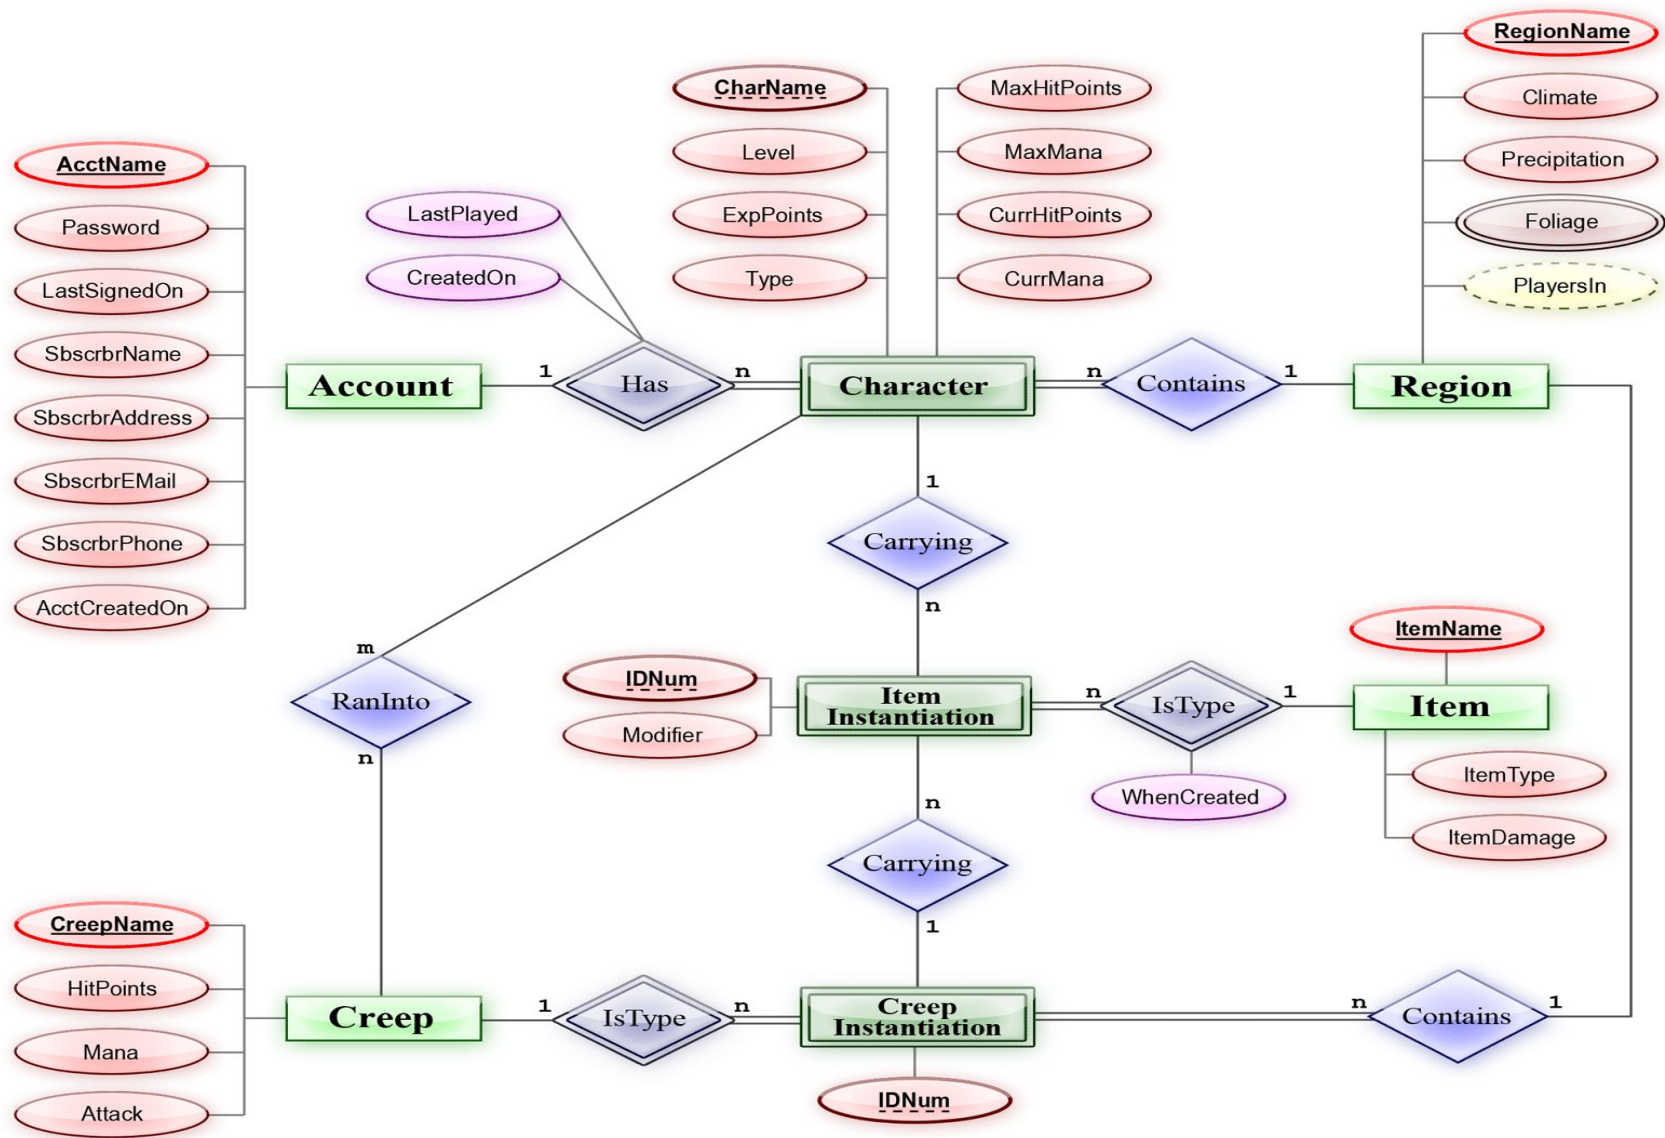 RegionName
CharName
MaxHitPoints
Climate
Level
MaxMana
Precipitation
AcctName
LastPlayed
ExpPoints
CurrHitPoints
Foliage
Password
CreatedOn
Type
CurrMana
PlayersIn
LastSignedOn
SbscrbrName
Account
1
Has
n
Character
n
Contains
1
Region
SbscrbrAddress
SbscrbrEMail
1
SbscrbrPhone
Carrying
AcctCreatedOn
n
ItemName
m
RanInto
n
IDNum
Modifier
Item
Instantiation
n
IsType
1
Item
ItemType
WhenCreated
n
ItemDamage
Carrying
1
CreepName
HitPoints
Creep
1
IsType
n
Creep
Instantiation
n
Contains
1
Mana
Attack
IDNum